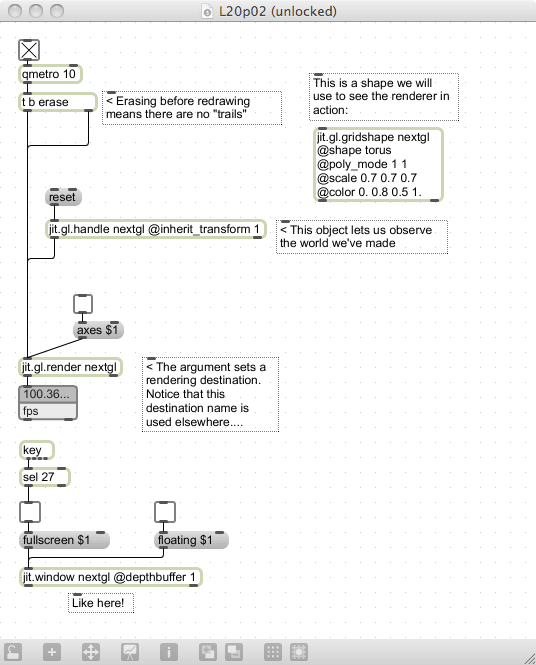 L20p02 (unlocked)
qmetro 10
t b erase
< Erasing before redrawing
means there are no "trails"
This is a shape we will
use to see the renderer in
action:
jit.gl.gridshape nextgl
@shape torus
@poly_mode 1 1
@scale 0.7 0.7 0.7
@color 0. 0.8 0.5 1.
reset
jit.gl.handle nextgl @inherit_transform 1
< This object lets us observe
the world we've made
axes $1
jit.gl.render nextgl
< The argument sets a
rendering destination.
Notice that this
destination name is
used elsewhere....
100.36...
fps
key
sel 27
fullscreen $1
floating $1
jit.window nextgl @depthbuffer 1
Like here!